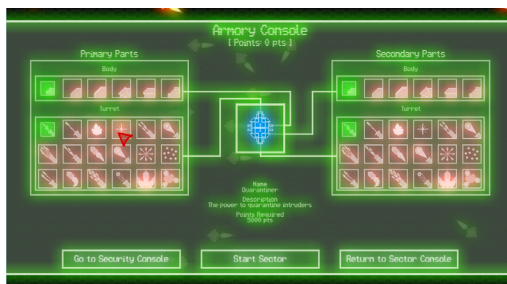 Armory Console
[ Points: 0 pts ]
Primary Parts
Secondary Parts
Body
Body
Turret
Turret
Name
Quarantiner
Description
The power to quarantine intruders
Points Required
5000 pts
Go to Security Console
Start Sector
Return to Sector Console